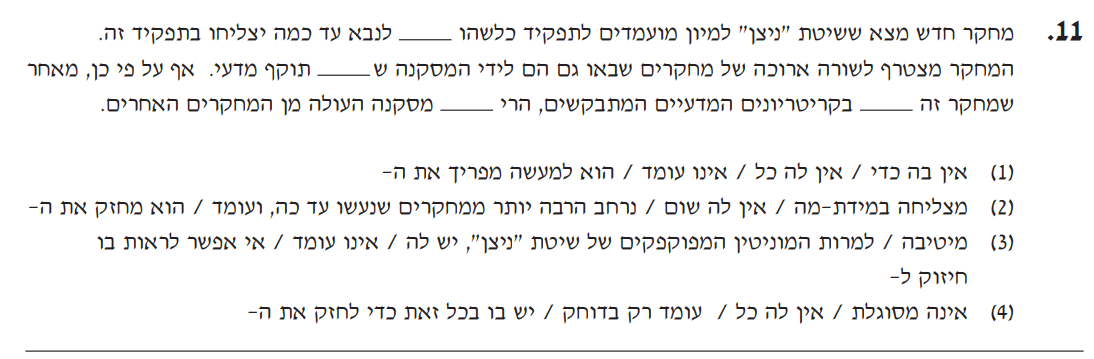 11. מחקר חדש מצא ששיטת "ניצן" למיון מועמדים לתפקיד כלשהו _____ לנבא עד כמה יצליחו בתפקיד זה.
המחקר מצטרף לשורה ארוכה של מחקרים שבאו גם הם לידי המסקנה ש_____ תוקף מדעי. אף על פי כן, מאחר
שמחקר זה _____ בקריטריונים המדעיים המתבקשים, הרי _____ מסקנה העולה מן המחקרים האחרים.
(1) אין בה כדי / אין לה כל / אינו עומד / הוא למעשה מפריך את ה-
(2) מצליחה במידת-מה / אין לה שום / נרחב הרבה יותר ממחקרים שנעשו עד כה, ועומד / הוא מחזק את ה-
(3) מיטיבה / למרות המוניטין המפוקפקים של שיטת "ניצן", יש לה / אינו עומד / אי אפשר לראות בו
חיזוק ל-
(4) אינה מסוגלת / אין לה כל / עומד רק בדוחק / יש בו בכל זאת כדי לחזק את ה-